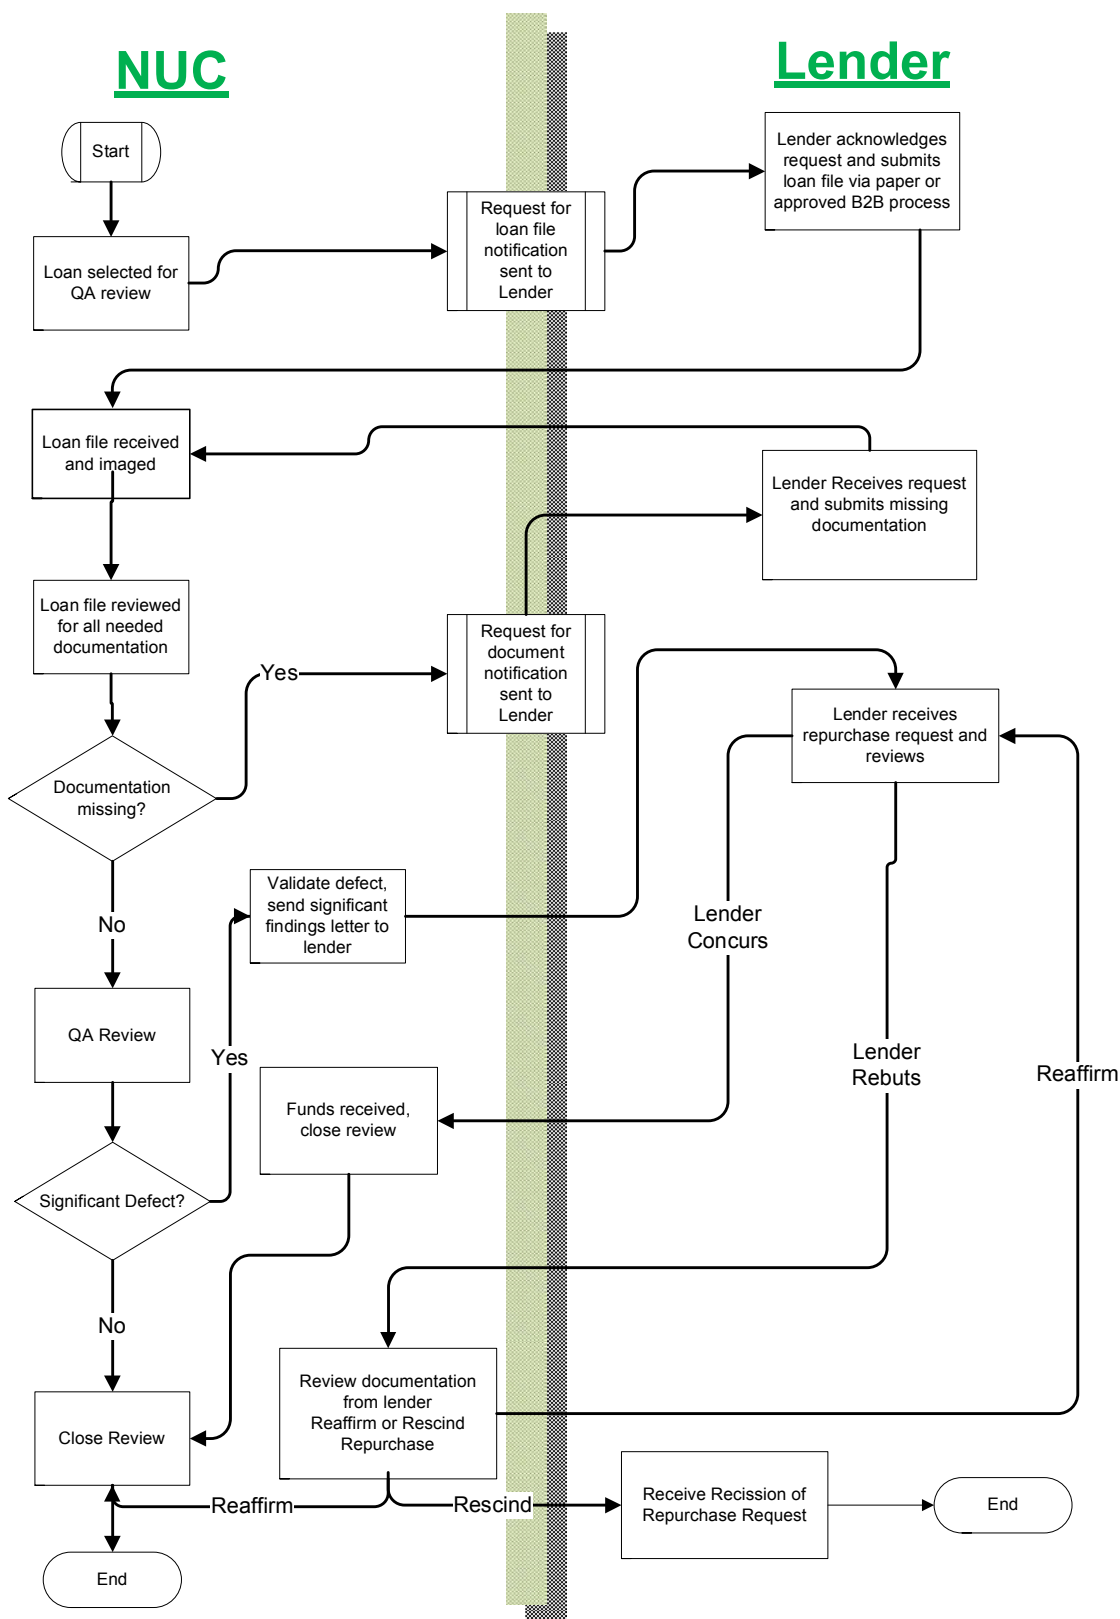 NUC
Lender
Start
Lender acknowledges
request and submits
loan file via paper or
approved B2B process
Request for
loan file
notification
sent to
Lender
Loan selected for
QA review
Loan file received
and imaged
Lender Receives request
and submits missing
documentation
Loan file reviewed
for all needed
documentation
Request for
document
notification
sent to
Lender
Yes
Lender receives
repurchase request and
reviews
Documentation
missing?
Validate defect,
send significant
findings letter to
lender
No
Lender
Concurs
QA Review
Yes
Lender
Rebuts
Reaffirm
Funds received,
close review
Significant Defect?
No
Review documentation
from lender
Reaffirm or Rescind
Repurchase
Close Review
Reaffirm
Rescind
Receive Recission of
Repurchase Request
End
End